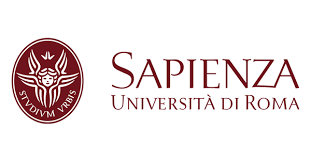 STVDIVM VRBIS
SAPIENZA
UNIVERSITÀ DI ROMA